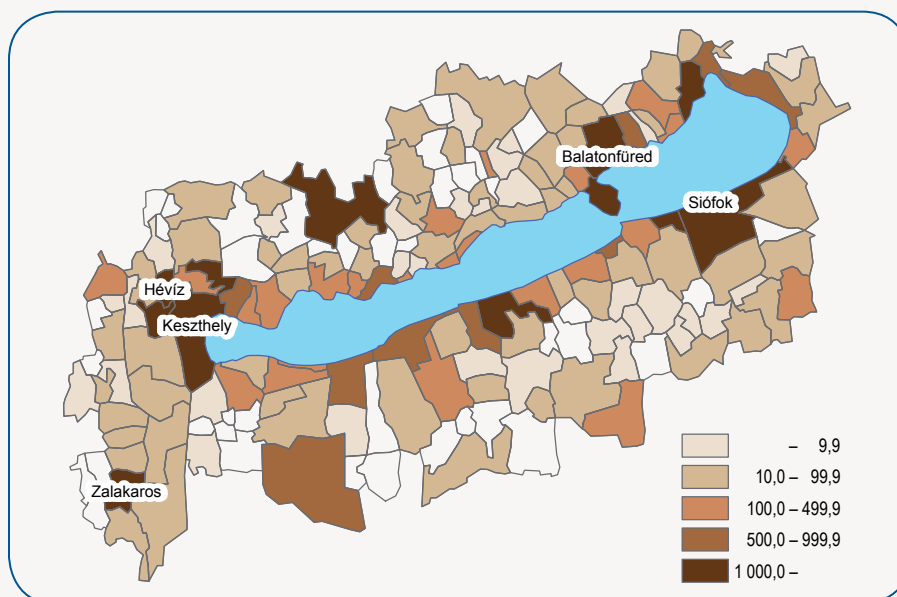 Balatonfüred
Siófok
Hévíz
Keszthely
Zalakaros
– 9,9
10,0 – 99,9
100,0 – 499,9
500,0 – 999,9
1 000,0 –